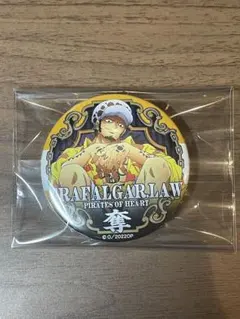 TRAFALGAR.LAW
PIRATES OF HEART
奪
©O/2022OP